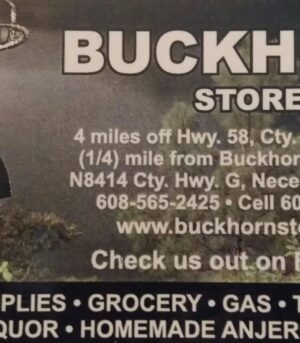 BUCKH
STORE
4 miles off Hwy. 58, Cty.
(1/4) mile from Buckhor
N8414 Cty. Hwy. G, Nece
608-565-2425 • Cell 60
www.buckhornst
Check us out on
PLIES • GROCERY • GAS • T
QUOR • HOMEMADE ANJER